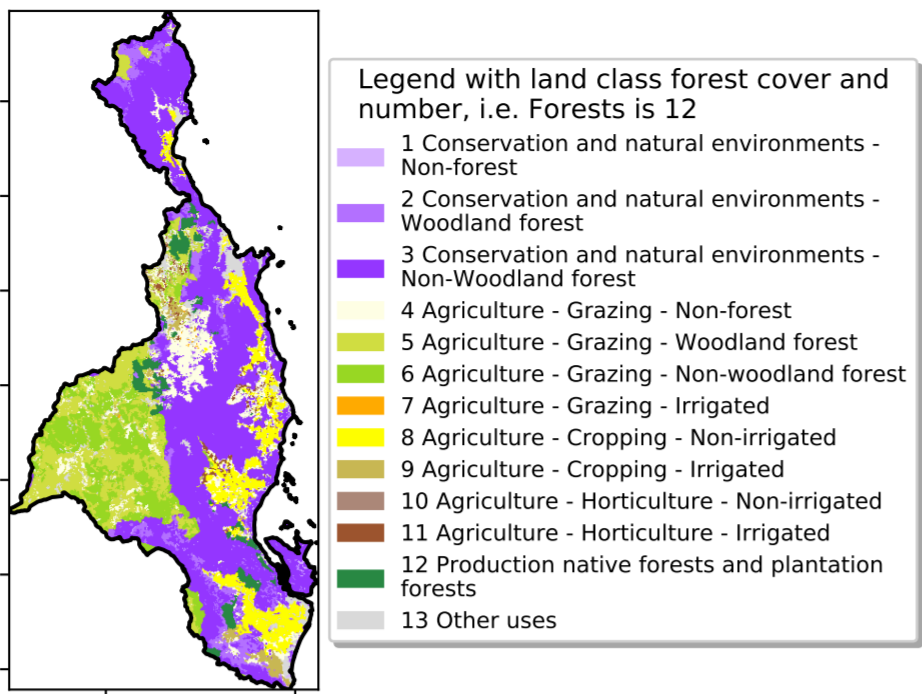 Legend with land class forest cover and
number, i.e. Forests is 12
1 Conservation and natural environments -
Non-forest
2 Conservation and natural environments -
Woodland forest
3 Conservation and natural environments -
Non-Woodland forest
4 Agriculture - Grazing - Non-forest
5 Agriculture - Grazing - Woodland forest
6 Agriculture - Grazing - Non-woodland forest
7 Agriculture - Grazing - Irrigated
8 Agriculture - Cropping - Non-irrigated
9 Agriculture - Cropping - Irrigated
10 Agriculture - Horticulture - Non-irrigated
11 Agriculture - Horticulture - Irrigated
12 Production native forests and plantation
forests
13 Other uses